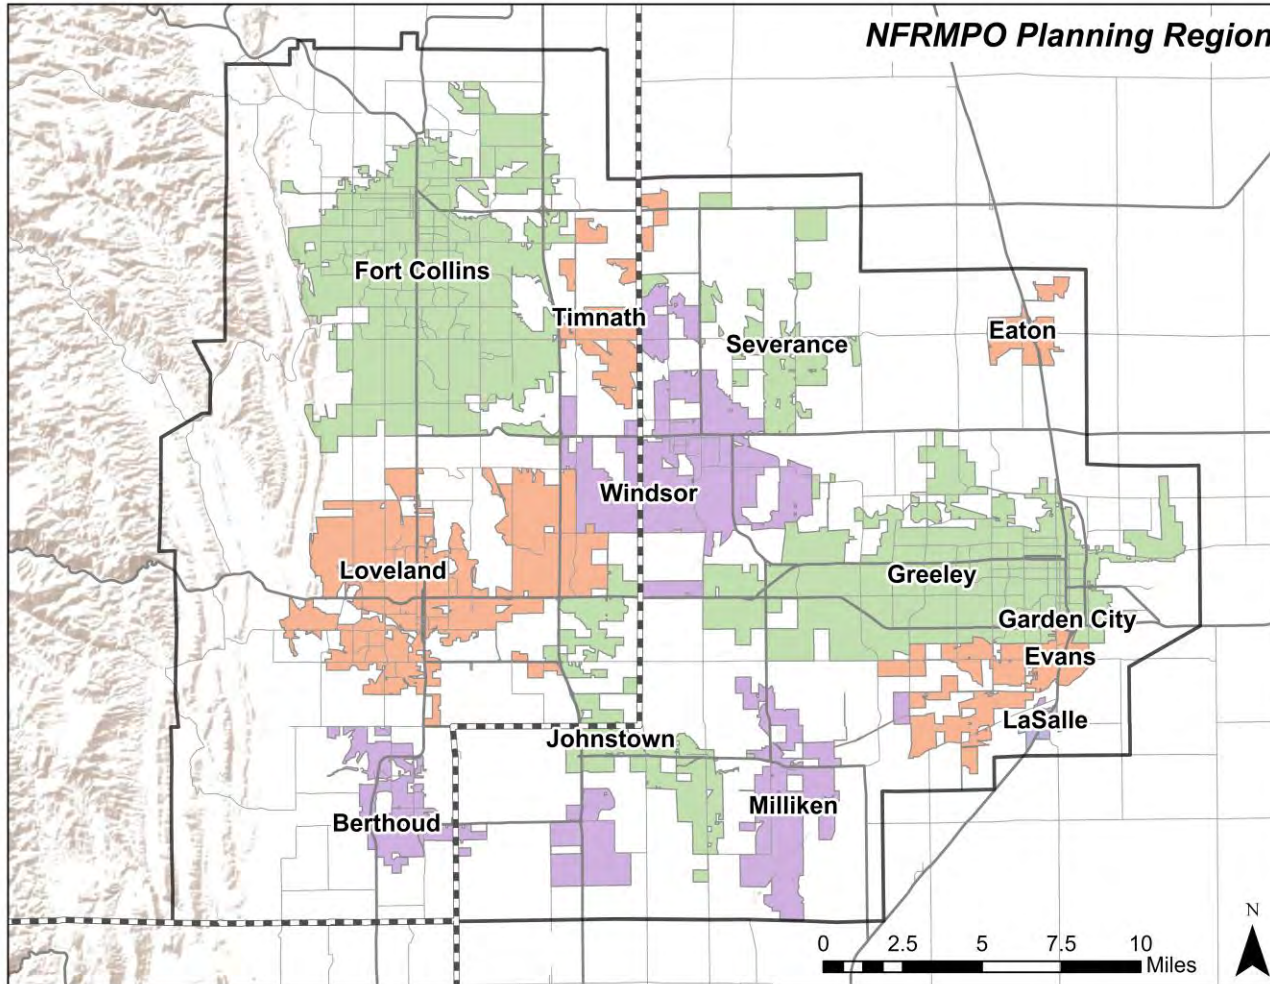 NFRMPO Planning Region
Fort Collins
Timnath
Eaton
Severance
Windsor
Loveland
Greeley
Garden City
Evans
LaSalle
Johnstown
Milliken
Berthoud
N
0 2.5 5 7.5 10
Miles